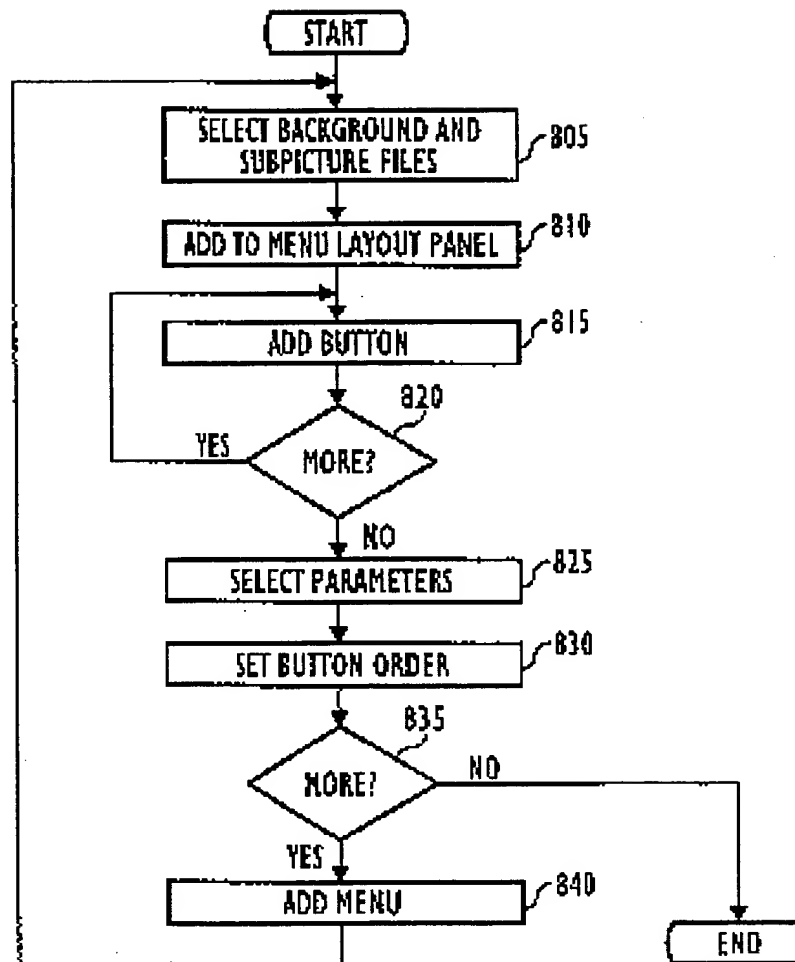 START
SELECT BACKGROUND AND
SUBPICTURE FILES
805
ADD TO MENU LAYOUT PANEL
810
ADD BUTTON
815
820
YES
MORE?
NO
SELECT PARAMETERS
825
SET BUTTON ORDER
830
835
MORE?
NO
YES
ADD MENU
840
END